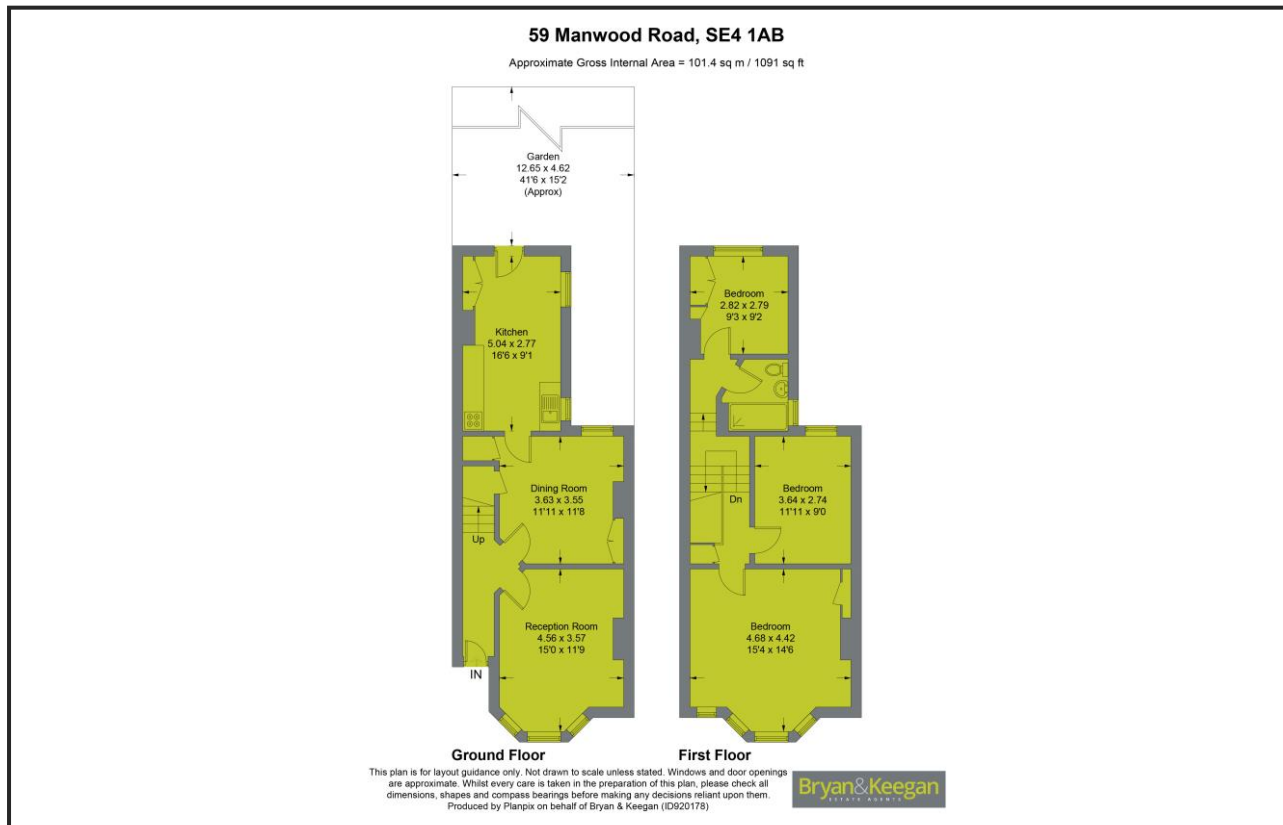 59 Manwood Road, SE4 1AB
Approximate Gross Internal Area = 101.4 sq m / 1091 sq ft
Garden
12.65 x 4.62
41'6 x 15'2
(Approx)
Kitchen
5.04 x 2.77
16'6 x 9'1
Dining Room
3.63 x 3.55
11'11 x 11'8
Up
Reception Room
4.56 x 3.57
15'0 x 11'9
IN
Ground Floor
Bedroom
2.82 x 2.79
9'3 x 9'2
Bedroom
3.64 x 2.74
11'11 x 9'0
Dn
Bedroom
4.68 x 4.42
15'4 x 14'6
First Floor
This plan is for layout guidance only. Not drawn to scale unless stated. Windows and door openings
are approximate. Whilst every care is taken in the preparation of this plan, please check all
dimensions, shapes and compass bearings before making any decisions reliant upon them.
Produced by Planpix on behalf of Bryan & Keegan (ID920178)
Bryan&Keegan
ESTATE AGENTS